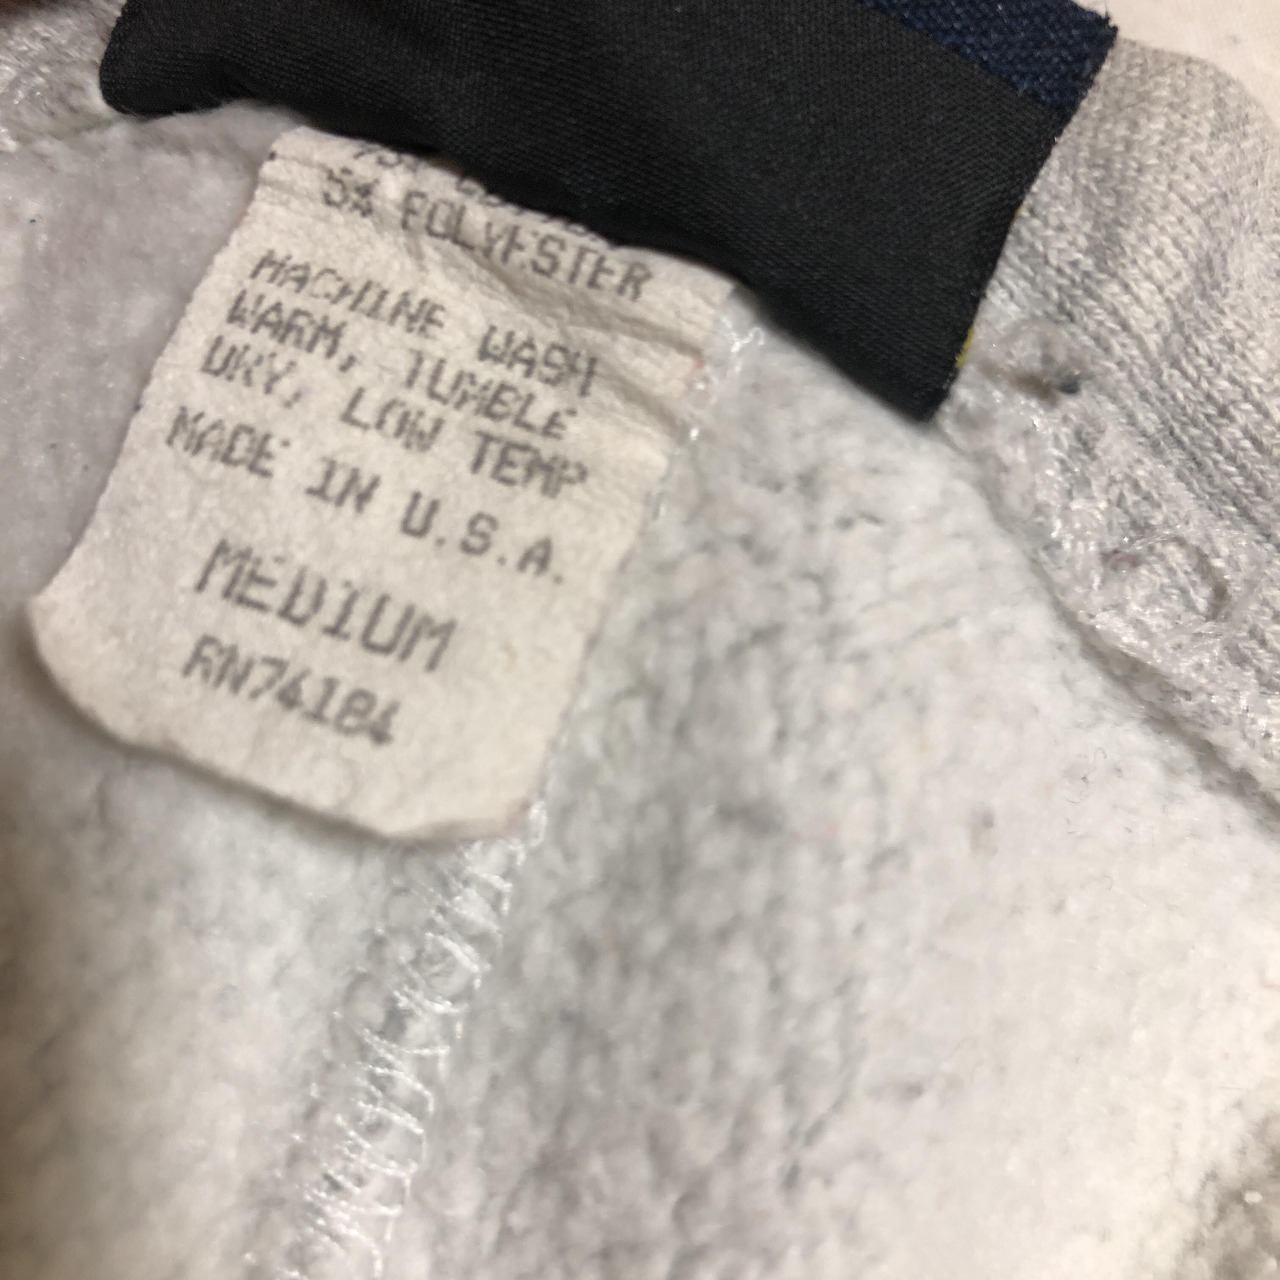 5% POLYESTER
MACHINE WASH
WARM, TUMBLE
DRY, LOW TEMP
MADE IN U.S.A.
MEDIUM
RN74184